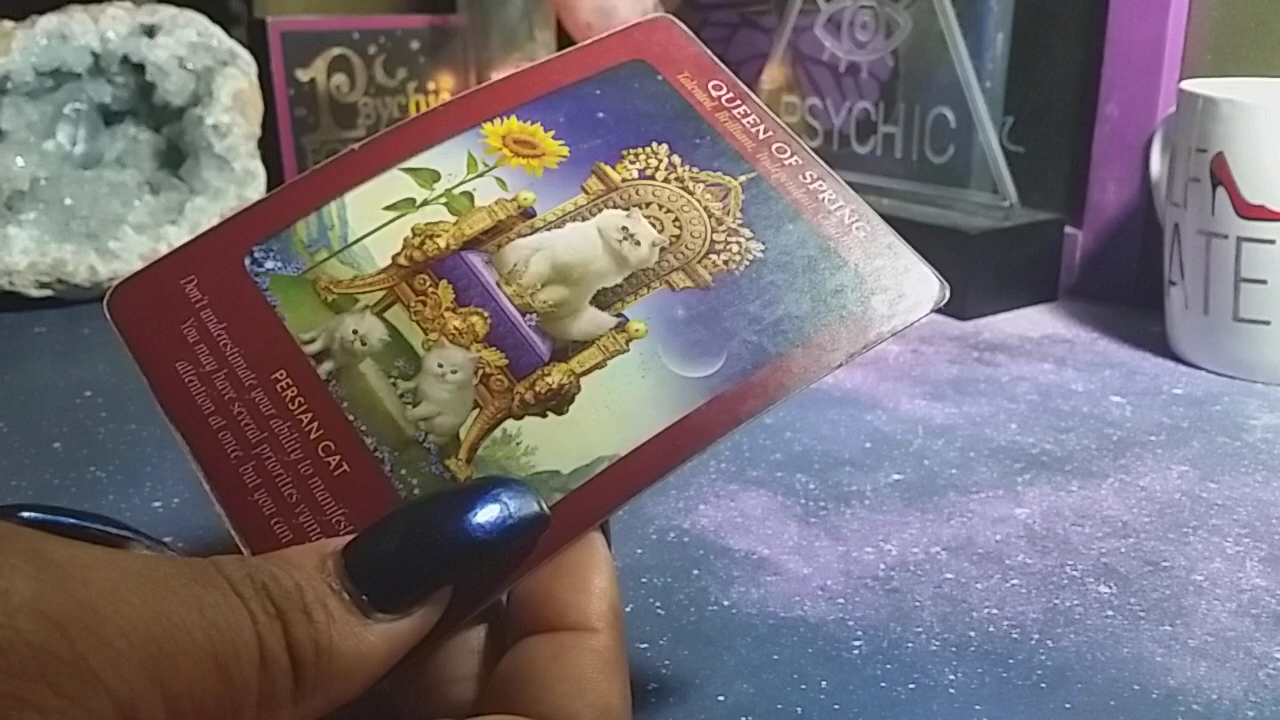 QUEEN OF SPRING
Talented, Brilliant, Independent
PERSIAN CAT
Don't underestimate your ability to manifest
You may have several priorities vying
attention at once, but you can
Psychic
PSYCHIC
ATE